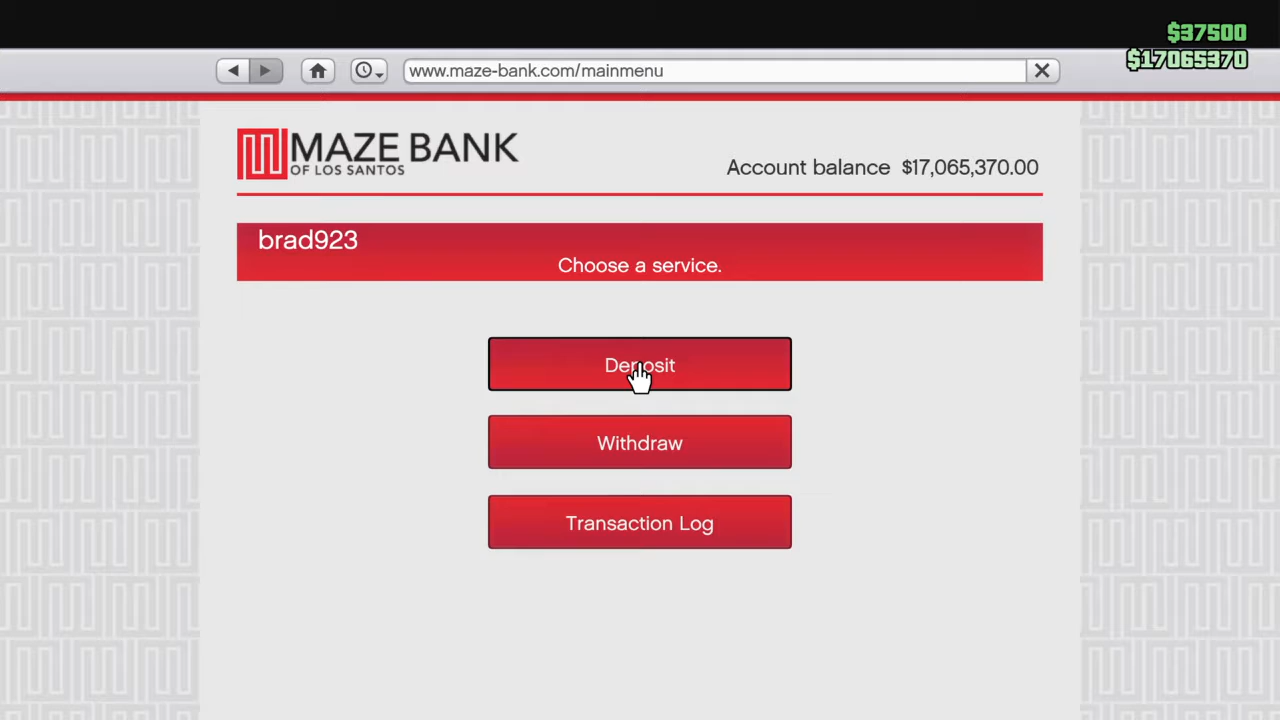 $37500
$17065370
www.maze-bank.com/mainmenu
MAZE BANK
OF LOS SANTOS
Account balance $17,065,370.00
brad923
Choose a service.
Deposit
Withdraw
Transaction Log